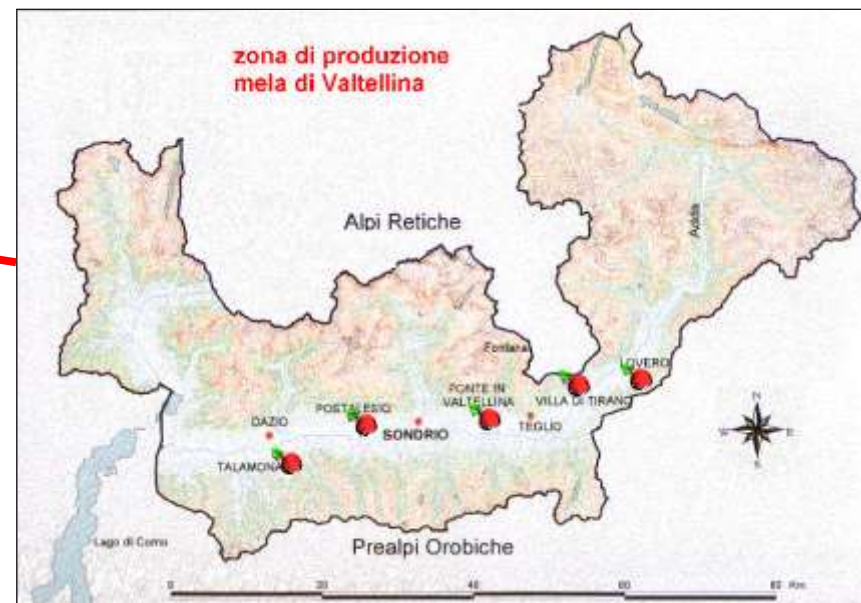 zona di produzione
mela di Valtellina
Alpi Retiche
Adda
Fontana
LOVERO
PONTE IN
VALTELLINA
VILLA DI TIRANO
POSTALESIO
TEGLIO
DAZIO
SONDRIO
TALAMONA
N
W
E
S
Lago di Como
Prealpi Orobiche
0 20 40 60 80 Km